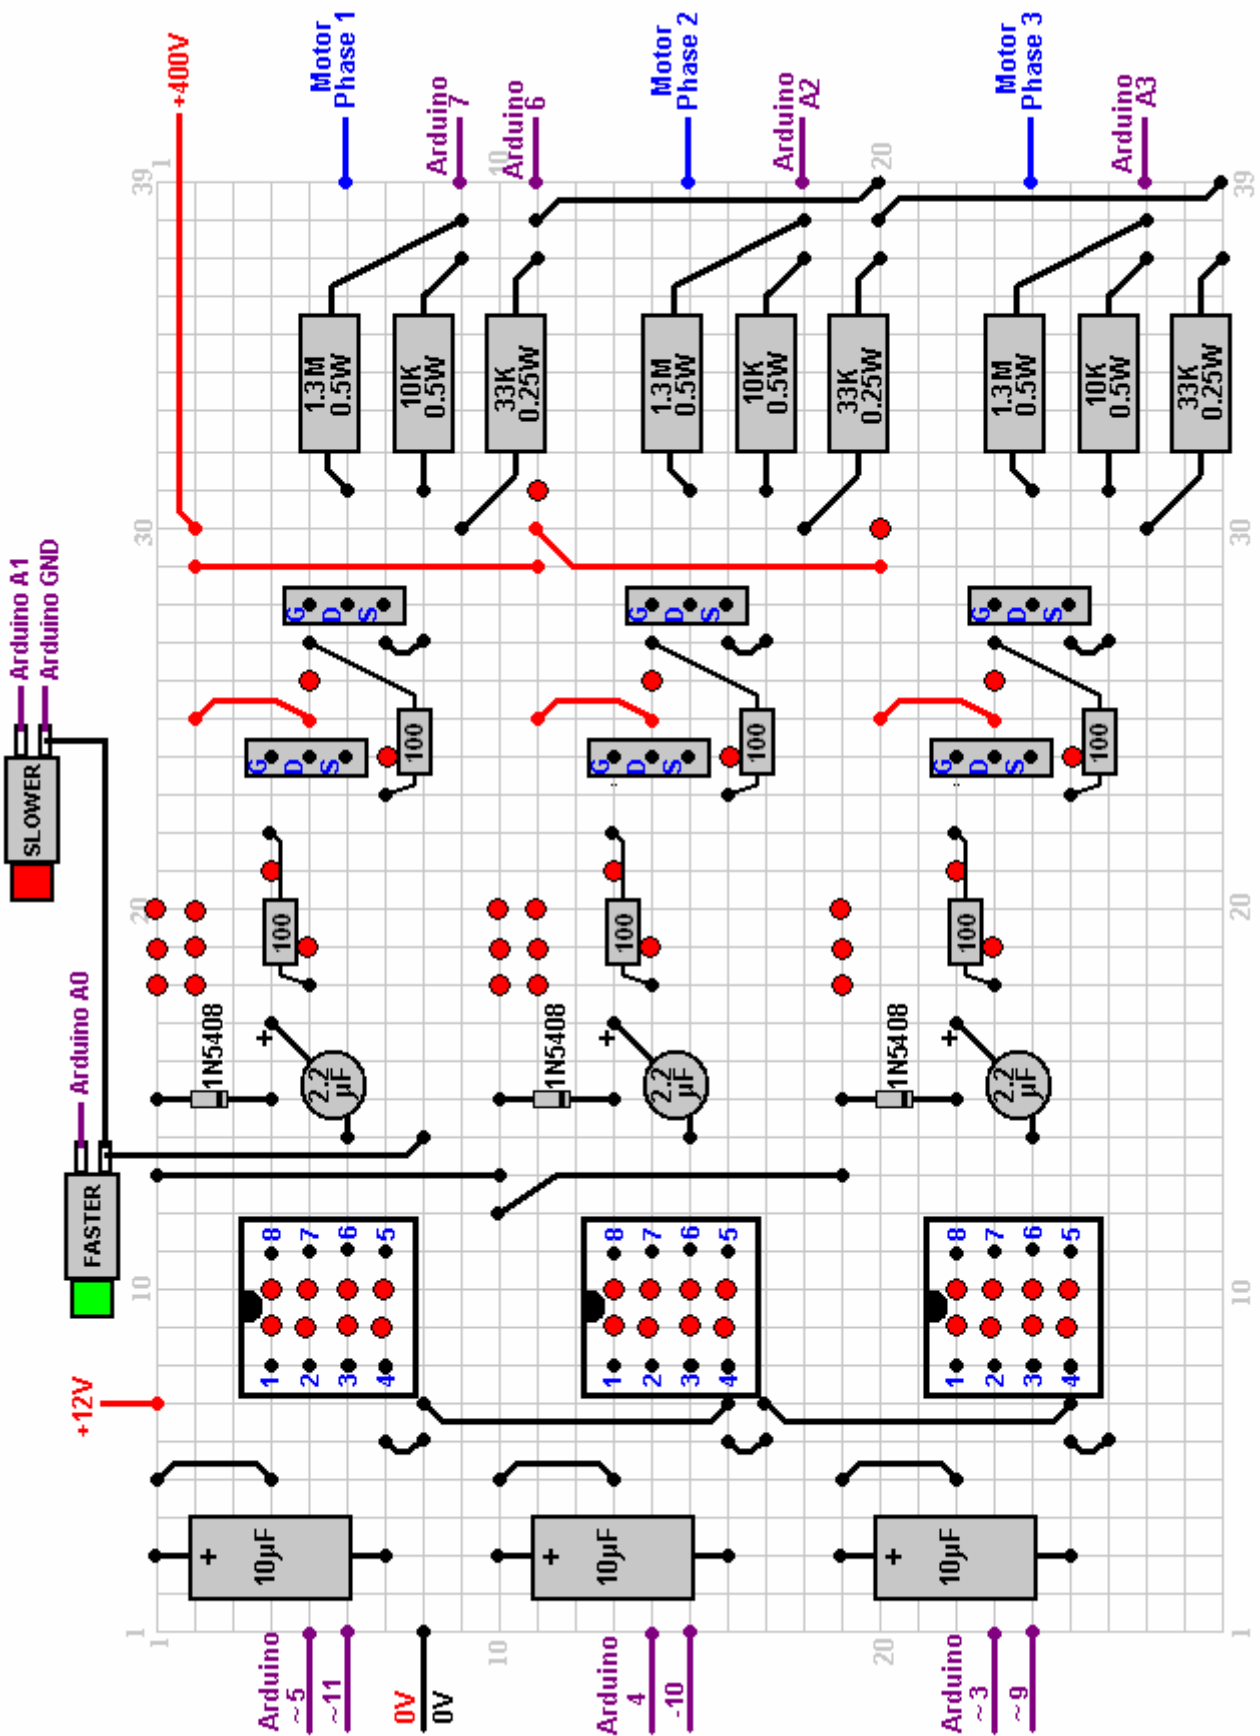 SLOWER
Arduino A1
Arduino GND
FASTER
Arduino A0
+12V
+400V
39
1
Motor
Phase 1
Arduino
7
10
Arduino
6
Motor
Phase 2
Arduino
A2
20
Motor
Phase 3
Arduino
A3
39
1.3M
0.5W
10K
0.5W
33K
0.25W
1.3M
0.5W
10K
0.5W
33K
0.25W
1.3M
0.5W
10K
0.5W
33K
0.25W
30
30
G
D
S
G
D
S
G
D
S
G
D
S
100
G
D
S
100
G
D
S
100
20
20
100
100
100
1N5408
+
2.2
µF
1N5408
+
2.2
µF
1N5408
+
2.2
µF
10
10
8
7
6
5
1
2
3
4
8
7
6
5
1
2
3
4
8
7
6
5
1
2
3
4
+
10µF
+
10µF
+
10µF
1
1
10
20
1
Arduino
~5
~11
0V
0V
Arduino
4
-10
Arduino
~3
~9